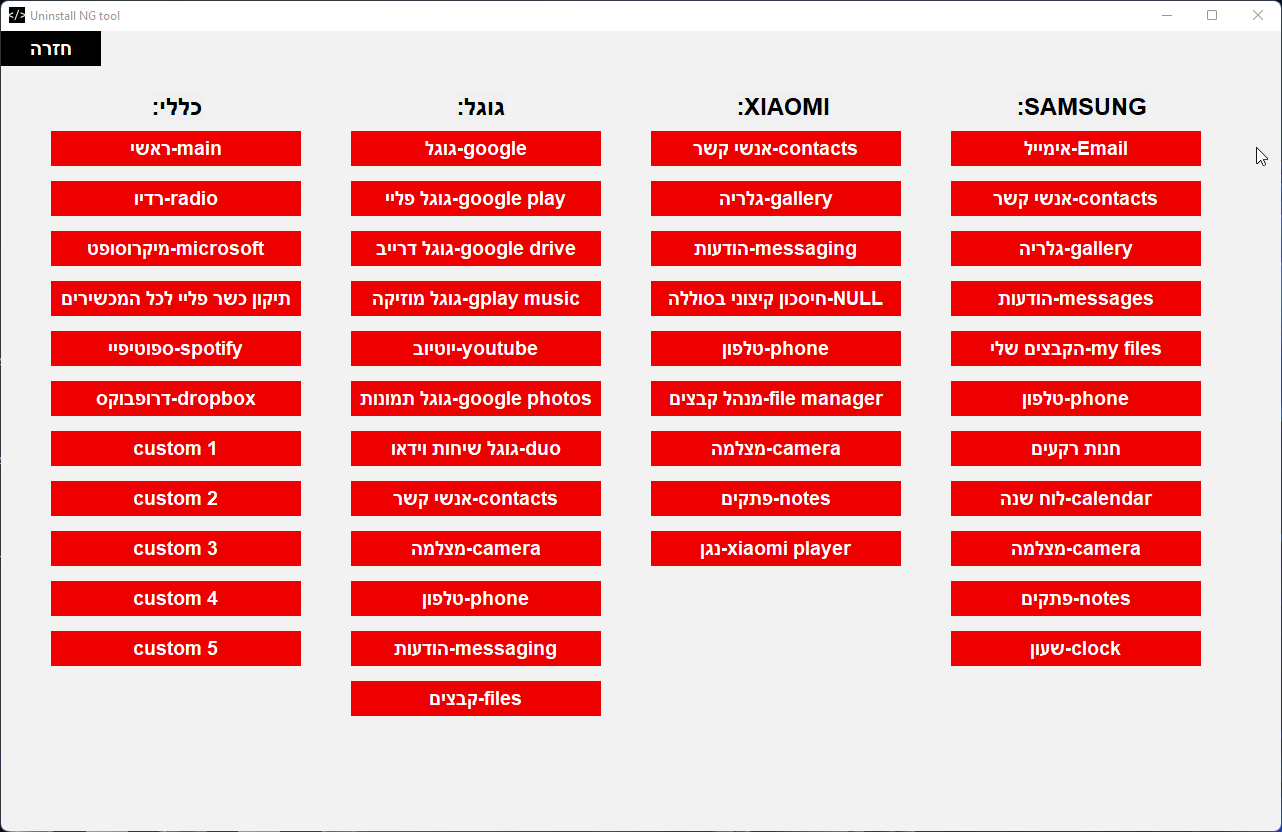 </> Uninstall NG tool
חזרה
כללי:
ראשי-main
רדיו-radio
מיקרוסופט-microsoft
תיקון כשר פליי לכל המכשירים
ספוטיפיי-spotify
דרופבוקס-dropbox
custom 1
custom 2
custom 3
custom 4
custom 5
גוגל:
גוגל-google
גוגל פליי-google play
גוגל דרייב-google drive
גוגל מוזיקה-gplay music
יוטיוב-youtube
גוגל תמונות-google photos
גוגל שיחות וידאו-duo
אנשי קשר-contacts
מצלמה-camera
טלפון-phone
הודעות-messaging
קבצים-files
XIAOMI:
אנשי קשר-contacts
גלריה-gallery
הודעות-messaging
חיסכון קיצוני בסוללה-NULL
טלפון-phone
מנהל קבצים-file manager
מצלמה-camera
פתקים-notes
נגן-xiaomi player
SAMSUNG:
אימייל-Email
אנשי קשר-contacts
גלריה-gallery
הודעות-messages
הקבצים שלי-my files
טלפון-phone
חנות רקעים
לוח שנה-calendar
מצלמה-camera
פתקים-notes
שעון-clock